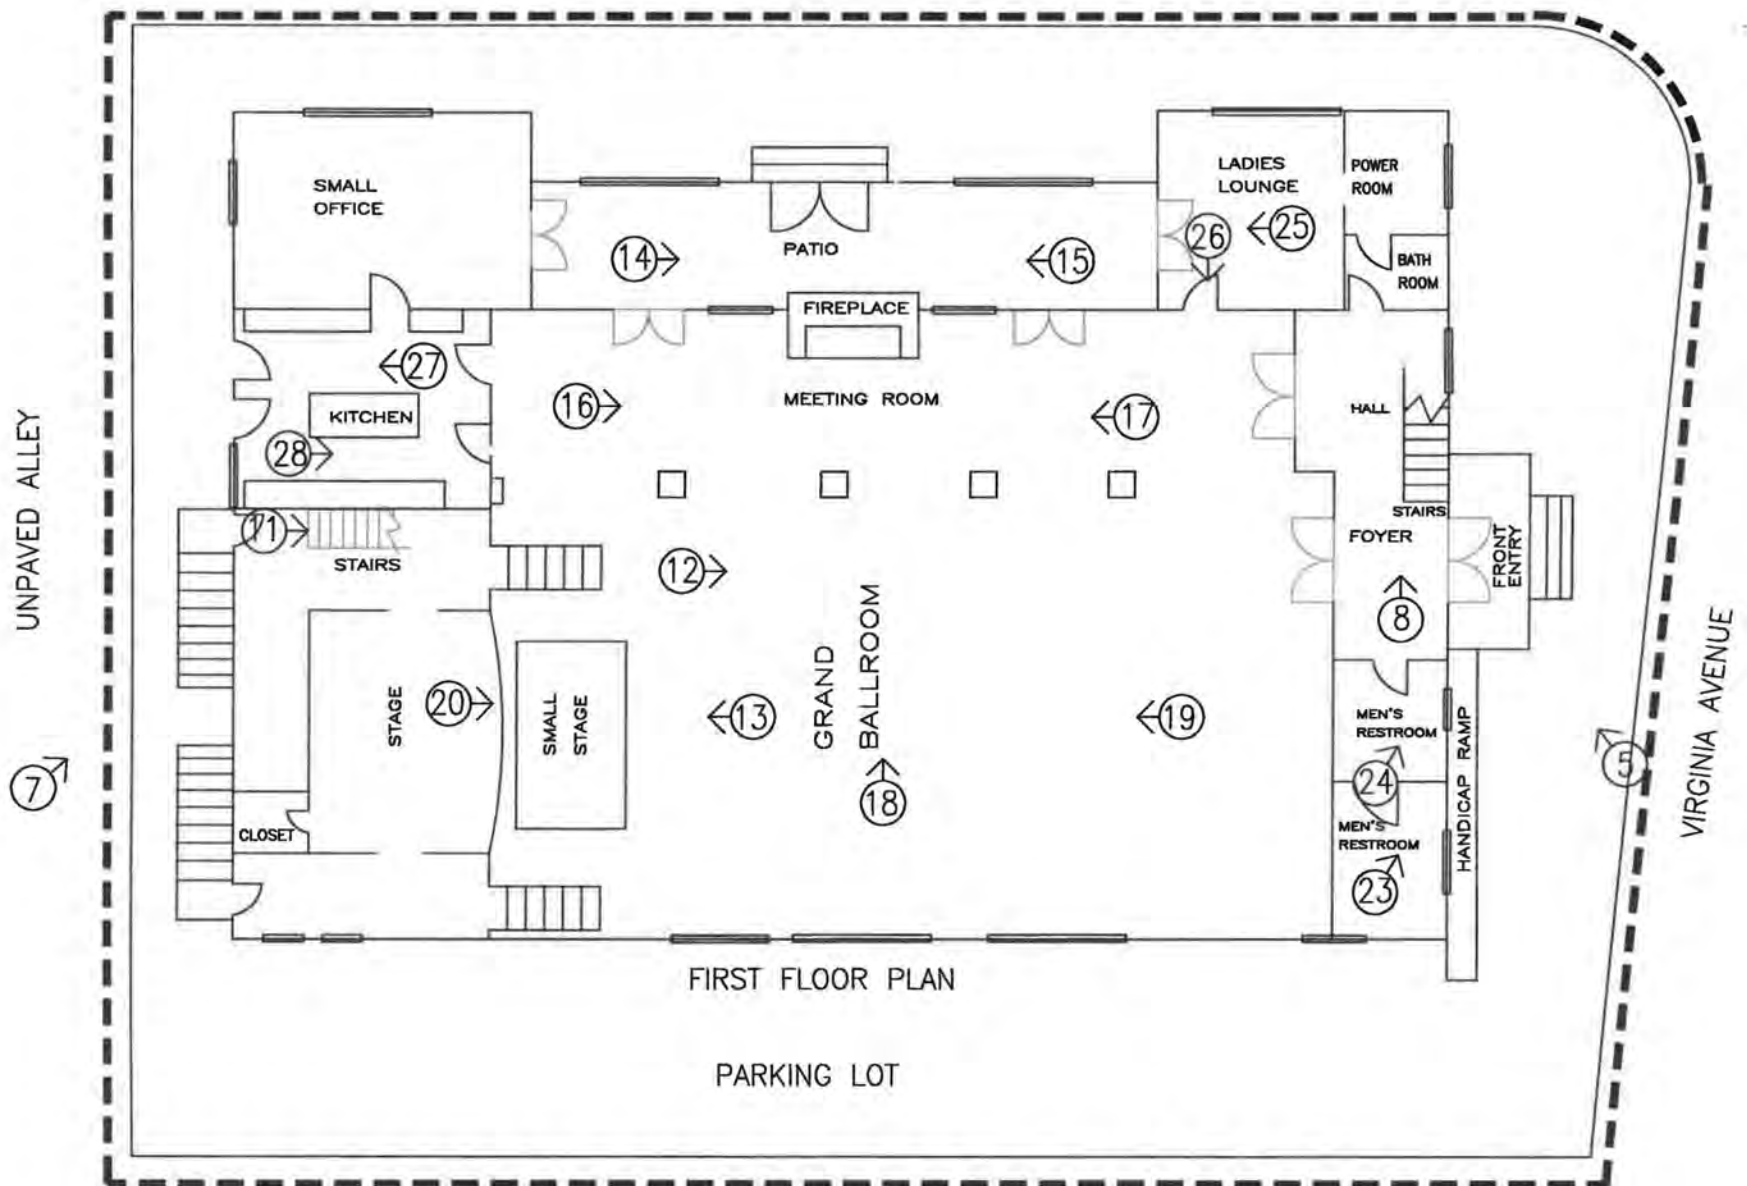 SMALL
OFFICE
LADIES
LOUNGE
POWER
ROOM
26
25
14
PATIO
15
BATH
ROOM
FIREPLACE
27
16
MEETING ROOM
17
HALL
KITCHEN
28
UNPAVED ALLEY
71
STAIRS
STAIRS
FOYER
FRONT
ENTRY
12
8
GRAND
BALLROOM
STAGE
20
SMALL
STAGE
13
19
MEN'S
RESTROOM
HANDICAP RAMP
5
VIRGINIA AVENUE
7
24
18
CLOSET
MEN'S
RESTROOM
23
FIRST FLOOR PLAN
PARKING LOT